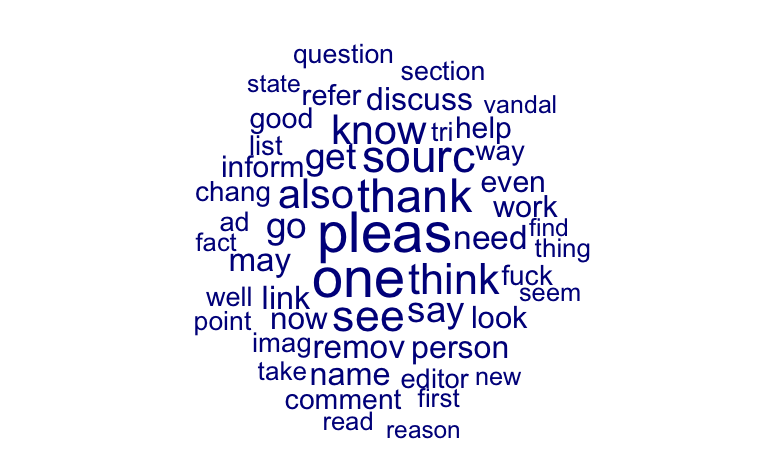 question
section
state refer discuss vandal
good know tri help
list get sourc way
inform
chang also thank even
work
ad go pleas need find
fact thing
may one think fuck
seem
well link see say look
point now
imag remov person
take name editor new
comment first
read reason